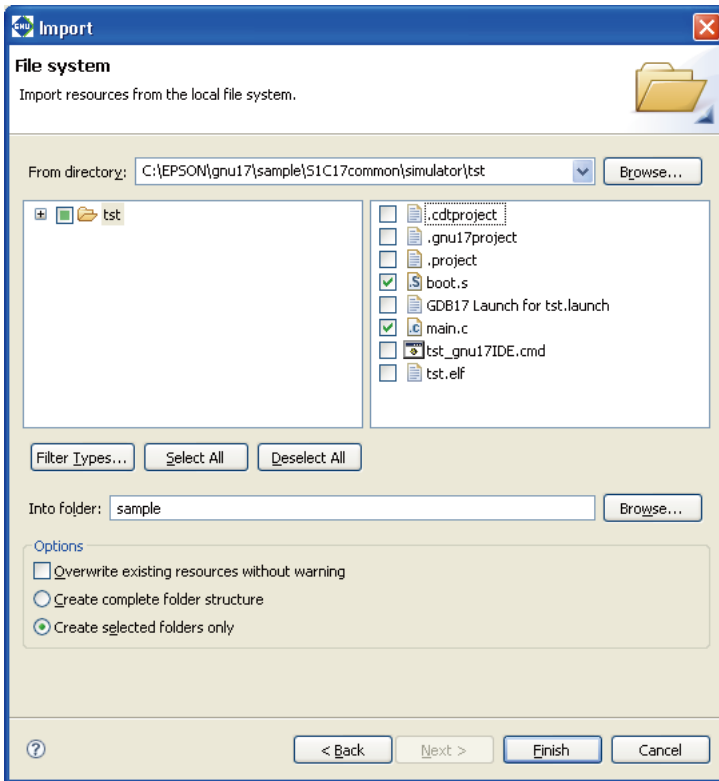 GNU Import
File system
Import resources from the local file system.
From directory: C:\EPSON\gnu17\sample\S1C17common\simulator\tst Browse...
tst
.cdtproject
.gnu17project
.project
.S boot.s
GDB17 Launch for tst.launch
.c main.c
tst_gnu17IDE.cmd
tst.elf
Filter Types... Select All Deselect All
Into folder: sample Browse...
Options
Overwrite existing resources without warning
Create complete folder structure
Create selected folders only
? < Back Next > Finish Cancel